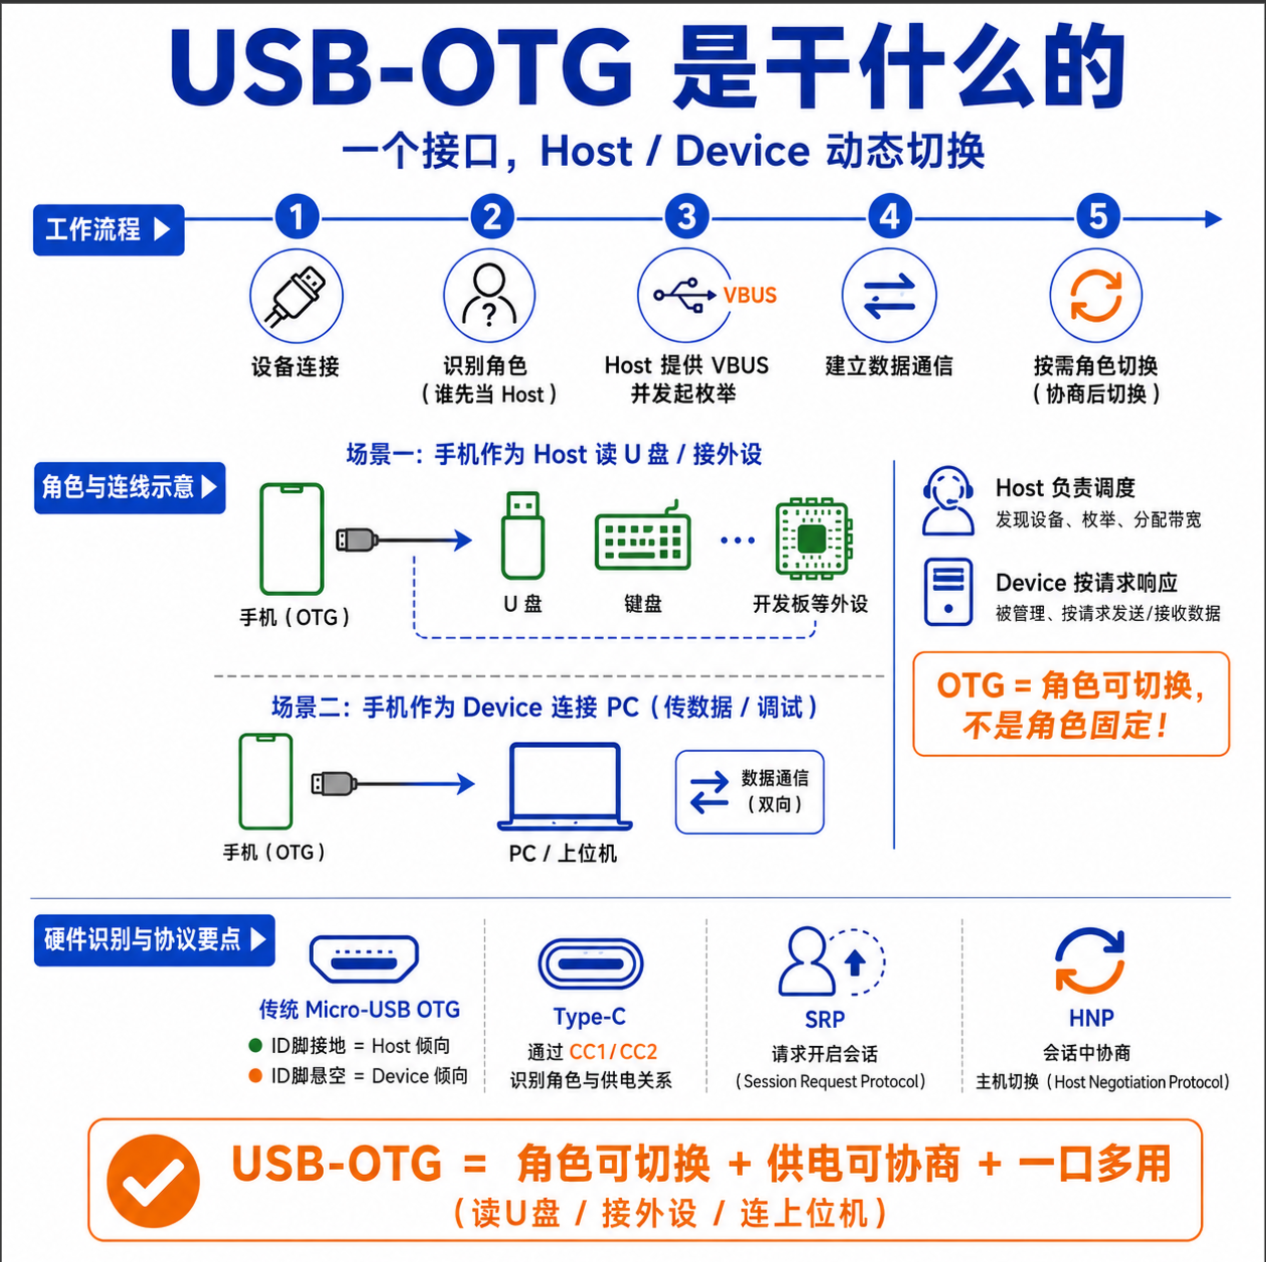 USB-OTG 是干什么的
一个接口，Host / Device 动态切换
工作流程
1
2
3
4
5
?
VBUS
设备连接
识别角色
（谁先当 Host）
Host 提供 VBUS
并发起枚举
建立数据通信
按需角色切换
（协商后切换）
角色与连线示意
场景一：手机作为 Host 读 U 盘 / 接外设
手机（OTG）
U 盘
键盘
...
开发板等外设
场景二：手机作为 Device 连接 PC（传数据 / 调试）
手机（OTG）
PC / 上位机
数据通信
（双向）
Host 负责调度
发现设备、枚举、分配带宽
Device 按请求响应
被管理、按请求发送/接收数据
OTG = 角色可切换，
不是角色固定！
硬件识别与协议要点
传统 Micro-USB OTG
ID脚接地 = Host 倾向
ID脚悬空 = Device 倾向
Type-C
通过 CC1/CC2
识别角色与供电关系
SRP
请求开启会话
（Session Request Protocol）
HNP
会话中协商
主机切换（Host Negotiation Protocol）
USB-OTG = 角色可切换 + 供电可协商 + 一口多用
（读U盘 / 接外设 / 连上位机）